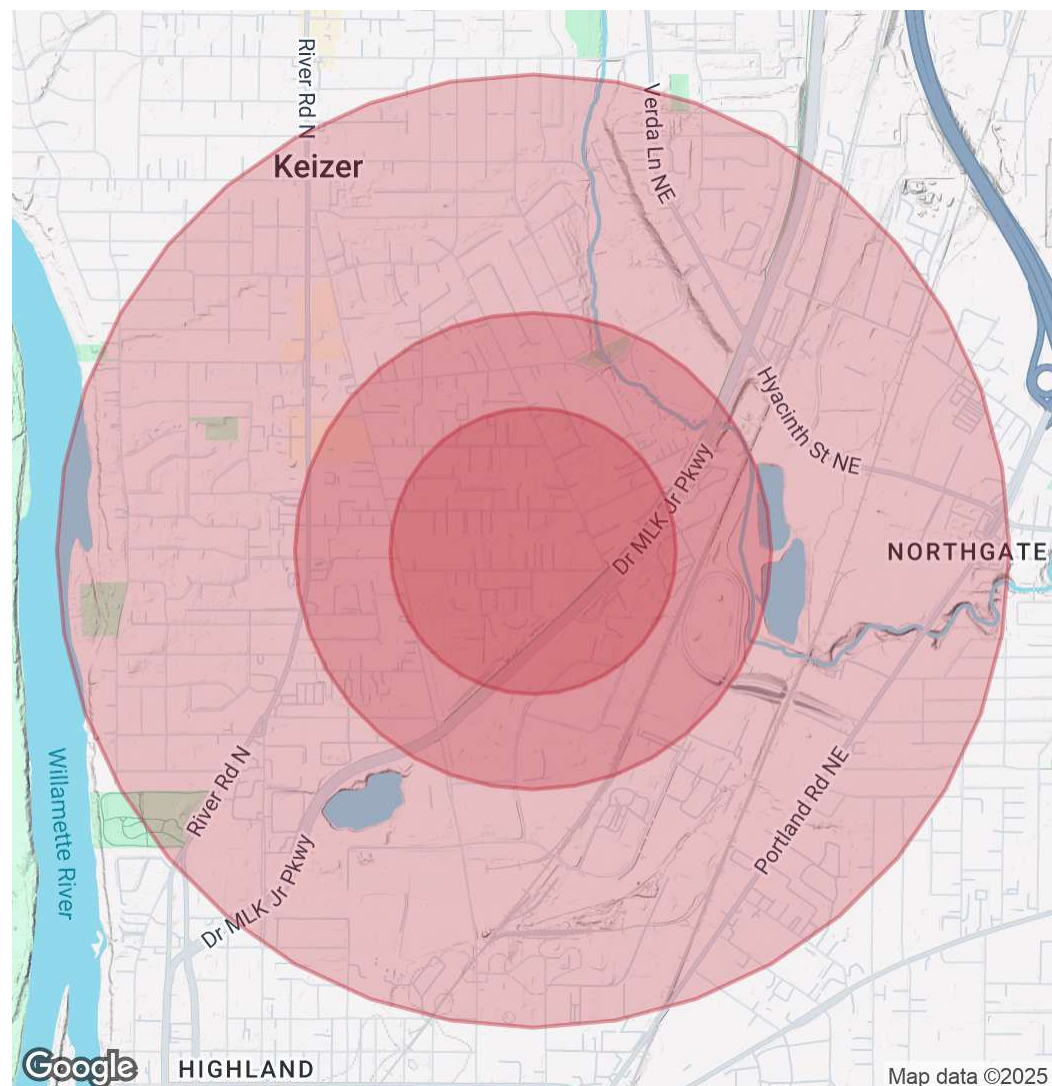 River Rd N
Keizer
Verda Ln NE
Hyacinth St NE
Dr MLK Jr Pkwy
NORTHGATE
River Rd N
Willamette River
Portland Rd NE
Dr MLK Jr Pkwy
Google
HIGHLAND
Map data ©2025